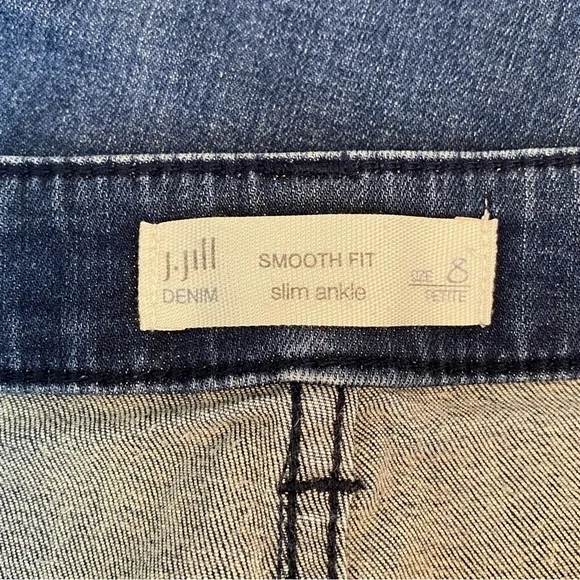 J.Jill
DENIM
SMOOTH FIT
slim ankle
SIZE 8
PETITE